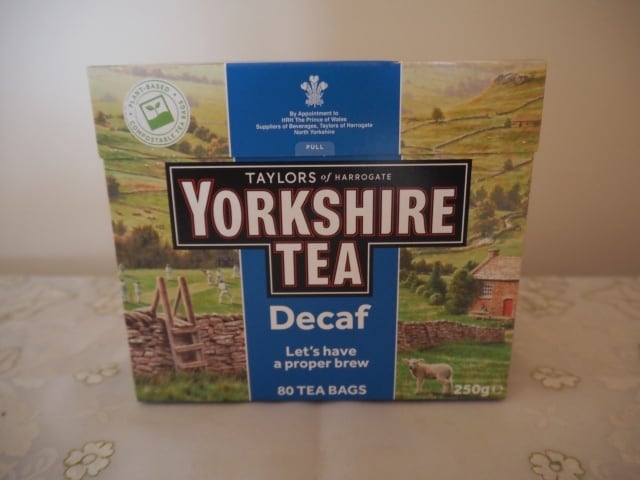 PLANT-BASED
COMPOSTABLE TEA BAGS
By Appointment to
HRH The Prince of Wales
Suppliers of Beverages, Taylors of Harrogate
North Yorkshire
PULL
TAYLORS of HARROGATE
YORKSHIRE
TEA
Decaf
Let's have
a proper brew
80 TEA BAGS
250g℮